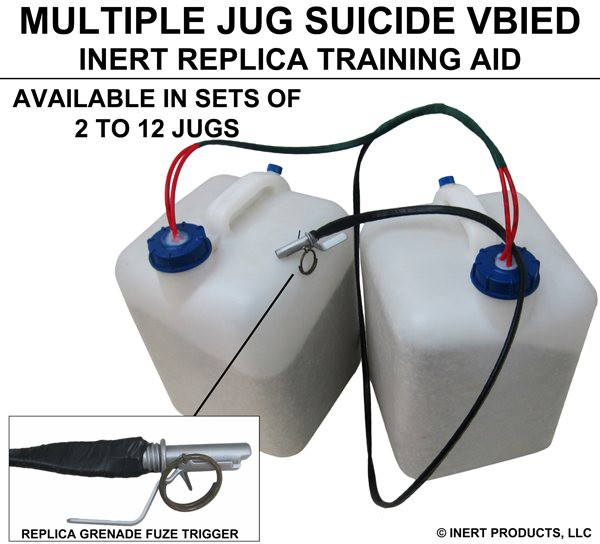 MULTIPLE JUG SUICIDE VBIED
INERT REPLICA TRAINING AID
AVAILABLE IN SETS OF
2 TO 12 JUGS
REPLICA GRENADE FUZE TRIGGER
© INERT PRODUCTS, LLC